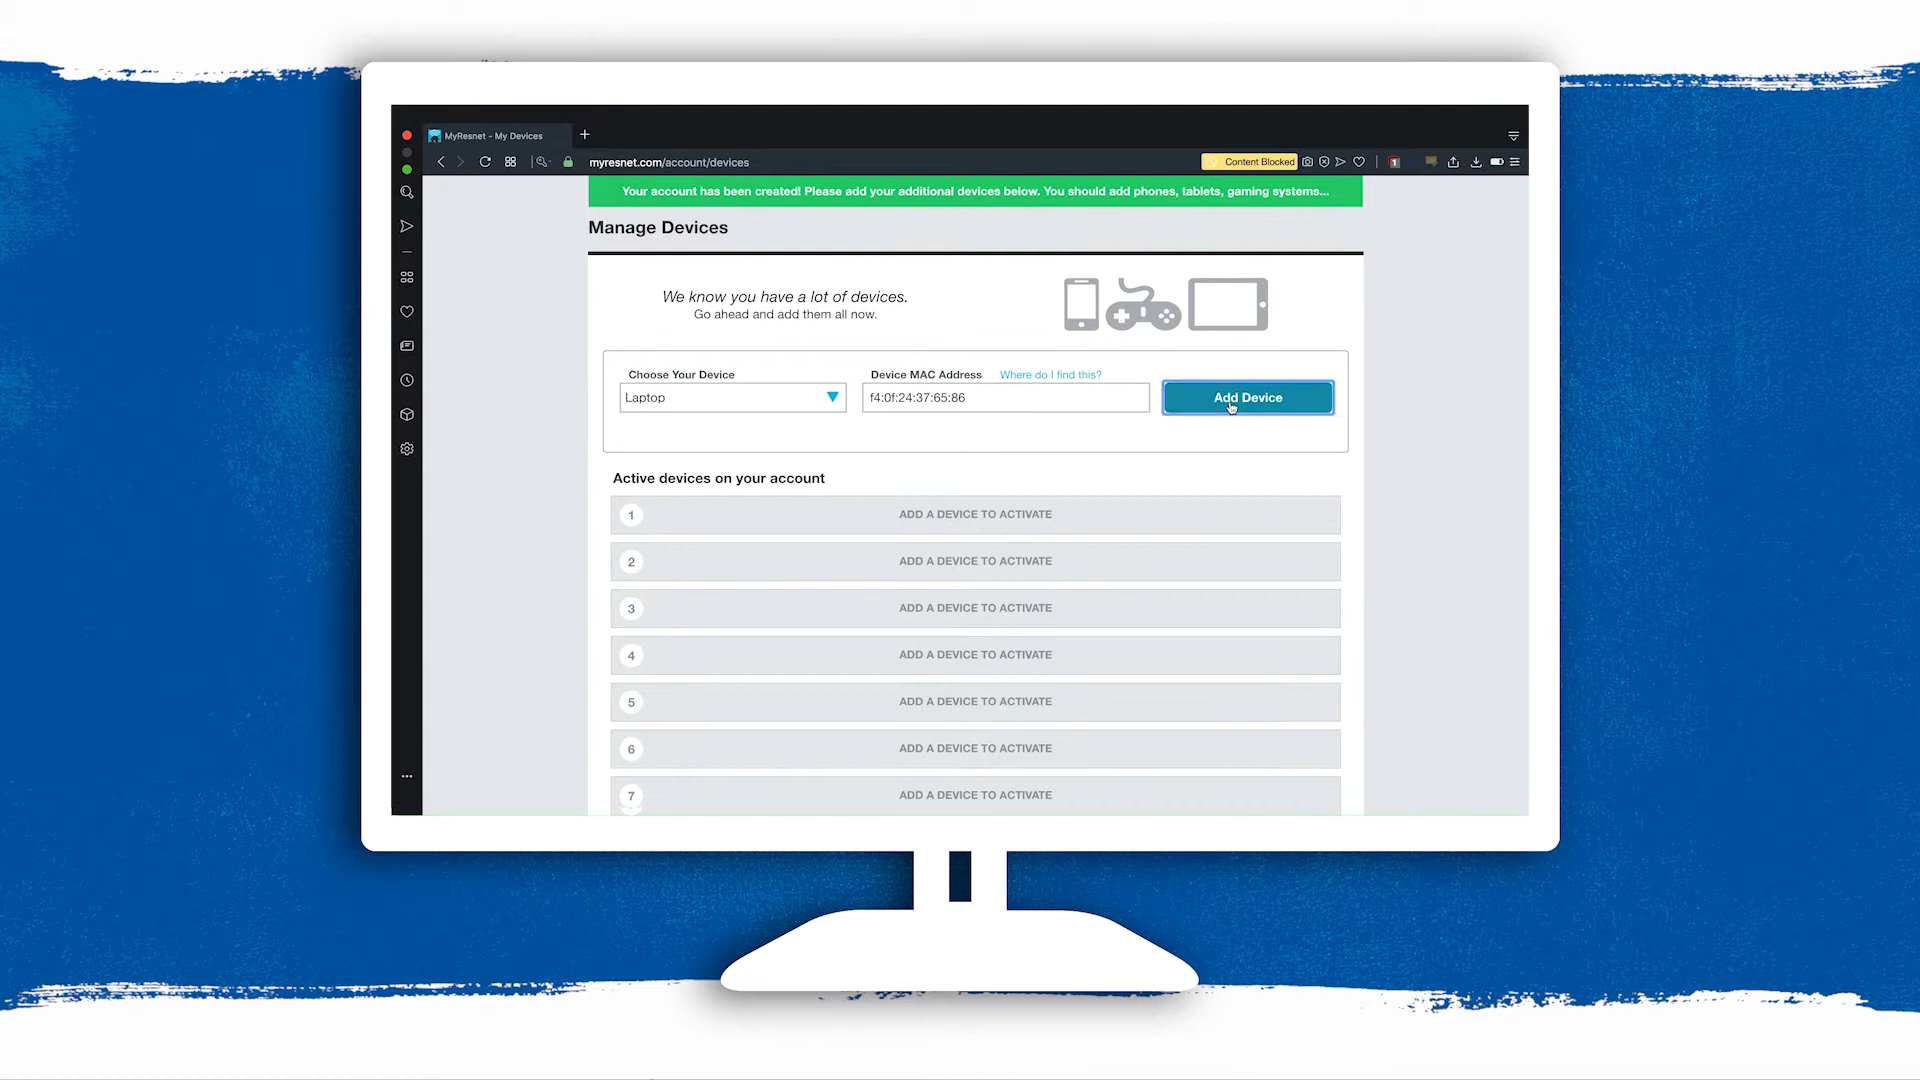 MyResnet - My Devices
myresnet.com/account/devices
Content Blocked
1
Your account has been created! Please add your additional devices below. You should add phones, tablets, gaming systems...
Manage Devices
We know you have a lot of devices.
Go ahead and add them all now.
Choose Your Device
Device MAC Address Where do I find this?
Laptop
f4:0f:24:37:65:86
Add Device
Active devices on your account
1 ADD A DEVICE TO ACTIVATE
2 ADD A DEVICE TO ACTIVATE
3 ADD A DEVICE TO ACTIVATE
4 ADD A DEVICE TO ACTIVATE
5 ADD A DEVICE TO ACTIVATE
6 ADD A DEVICE TO ACTIVATE
7 ADD A DEVICE TO ACTIVATE